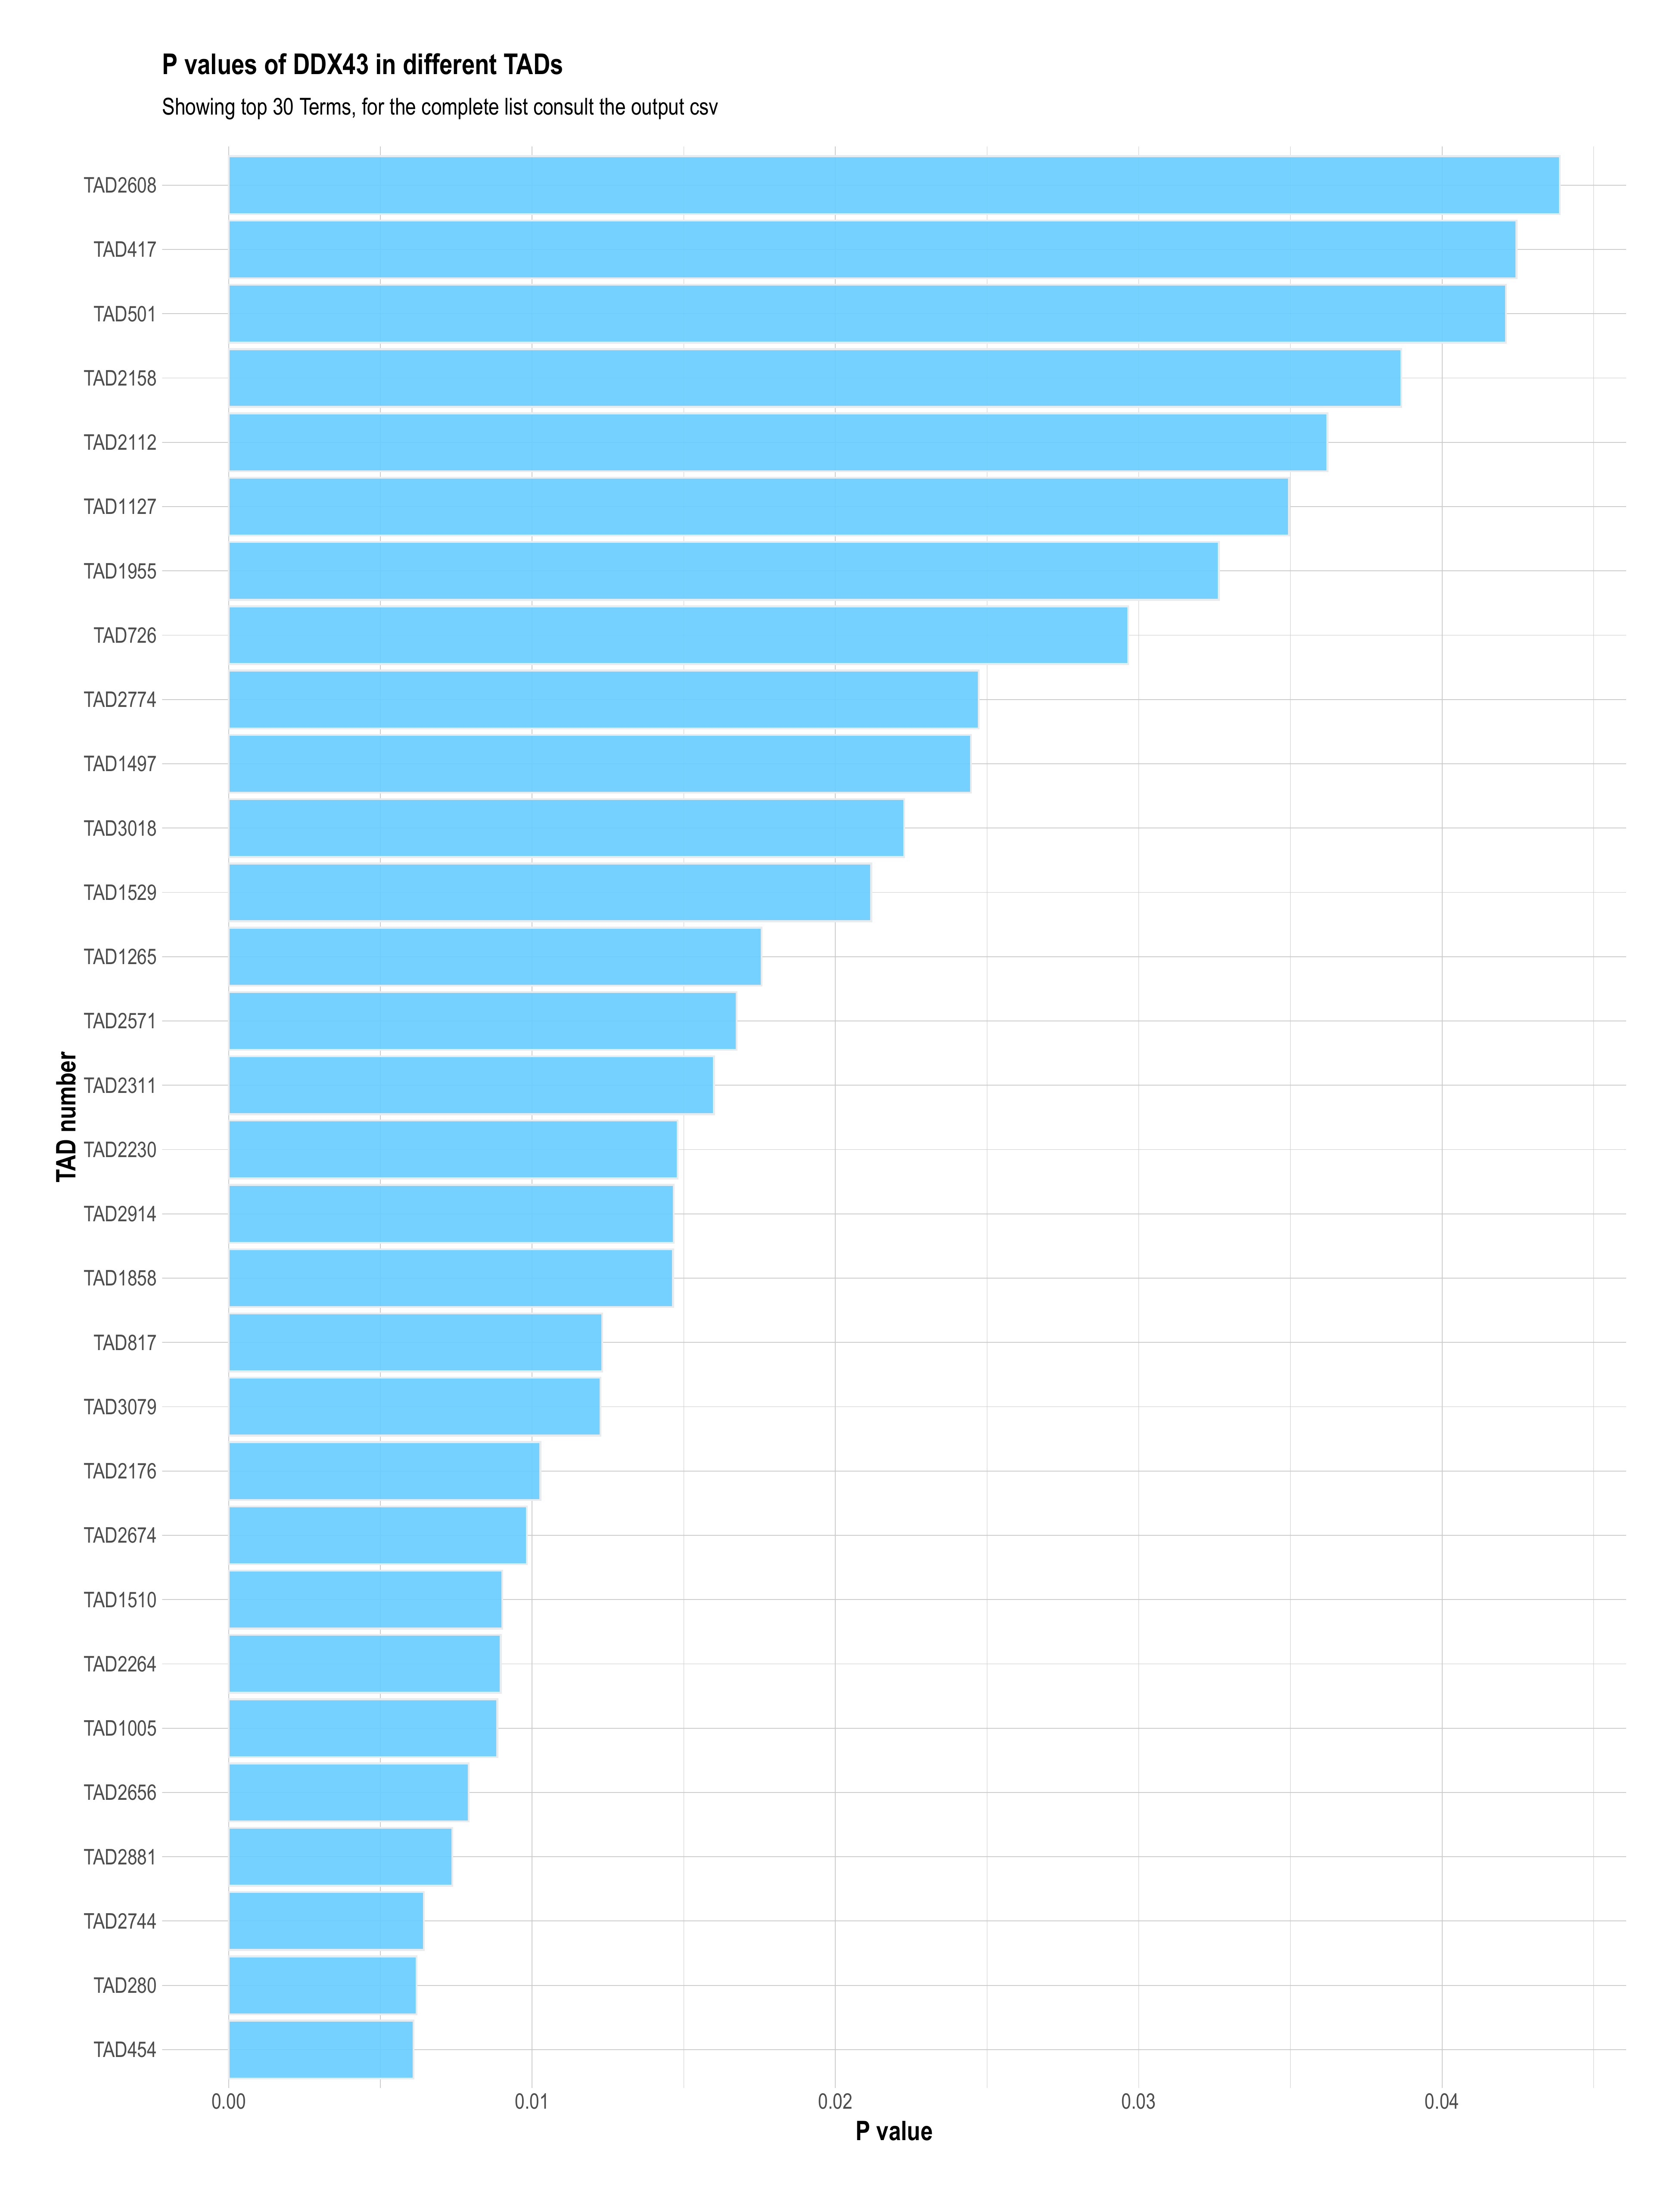 P values of DDX43 in different TADs
Showing top 30 Terms, for the complete list consult the output csv
TAD number
TAD2608
TAD417
TAD501
TAD2158
TAD2112
TAD1127
TAD1955
TAD726
TAD2774
TAD1497
TAD3018
TAD1529
TAD1265
TAD2571
TAD2311
TAD2230
TAD2914
TAD1858
TAD817
TAD3079
TAD2176
TAD2674
TAD1510
TAD2264
TAD1005
TAD2656
TAD2881
TAD2744
TAD280
TAD454
0.00 0.01 0.02 0.03 0.04
P value